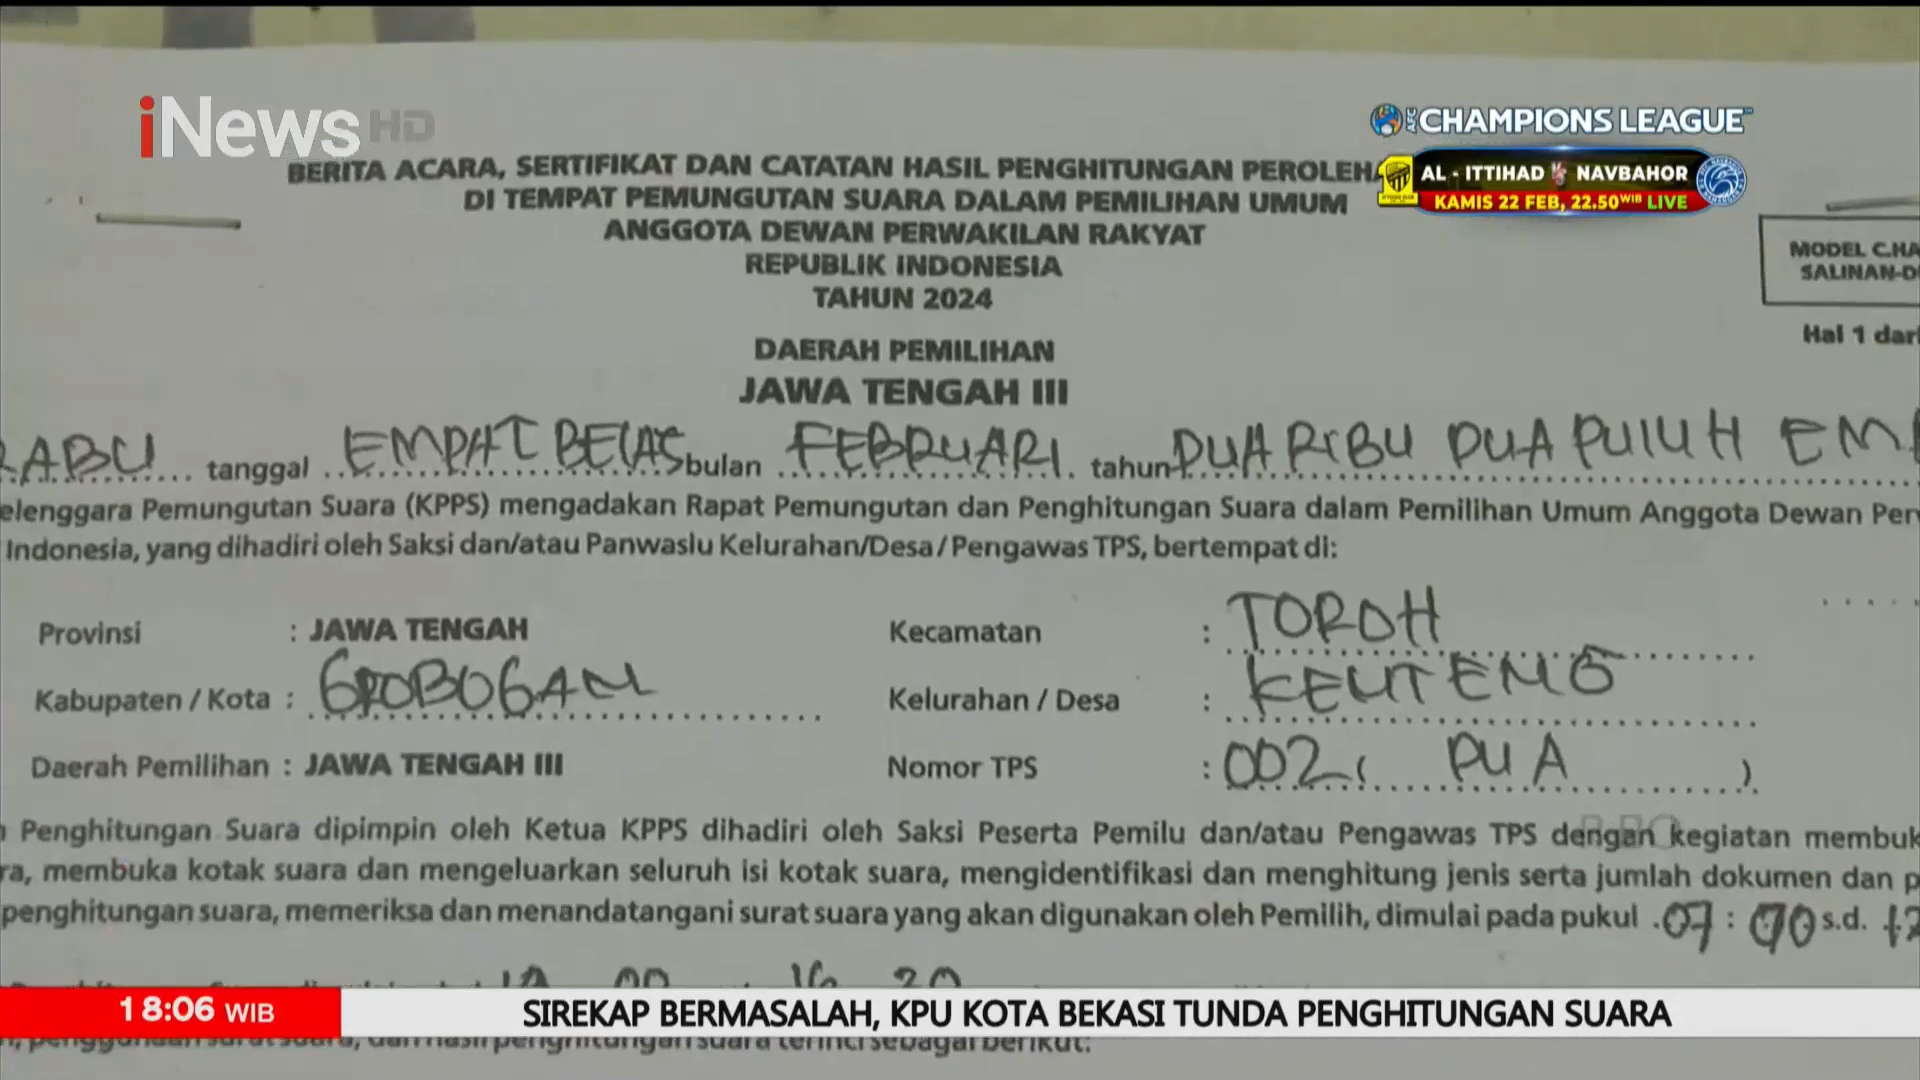 iNews HD
AFC CHAMPIONS LEAGUE™
AL - ITTIHAD VS NAVBAHOR
KAMIS 22 FEB, 22.50 WIB LIVE
BERITA ACARA, SERTIFIKAT DAN CATATAN HASIL PENGHITUNGAN PEROLEHA
DI TEMPAT PEMUNGUTAN SUARA DALAM PEMILIHAN UMUM
ANGGOTA DEWAN PERWAKILAN RAKYAT
REPUBLIK INDONESIA
TAHUN 2024
MODEL C.HA
SALINAN-D
Hal 1 dari
DAERAH PEMILIHAN
JAWA TENGAH III
RABU tanggal EMPAT BELAS bulan FEBRUARI tahun DUA RIBU DUA PULUH EMP
elenggara Pemungutan Suara (KPPS) mengadakan Rapat Pemungutan dan Penghitungan Suara dalam Pemilihan Umum Anggota Dewan Perw
Indonesia, yang dihadiri oleh Saksi dan/atau Panwaslu Kelurahan/Desa/ Pengawas TPS, bertempat di:
Provinsi : JAWA TENGAH Kecamatan : TOROH
Kabupaten / Kota : GROBOGAN Kelurahan / Desa : KENTENG
Daerah Pemilihan : JAWA TENGAH III Nomor TPS : 002 ( DUA )
Penghitungan Suara dipimpin oleh Ketua KPPS dihadiri oleh Saksi Peserta Pemilu dan/atau Pengawas TPS dengan kegiatan membuk
ra, membuka kotak suara dan mengeluarkan seluruh isi kotak suara, mengidentifikasi dan menghitung jenis serta jumlah dokumen dan p
penghitungan suara, memeriksa dan menandatangani surat suara yang akan digunakan oleh Pemilih, dimulai pada pukul 07 : 00 s.d.
18:06 WIB
SIREKAP BERMASALAH, KPU KOTA BEKASI TUNDA PENGHITUNGAN SUARA